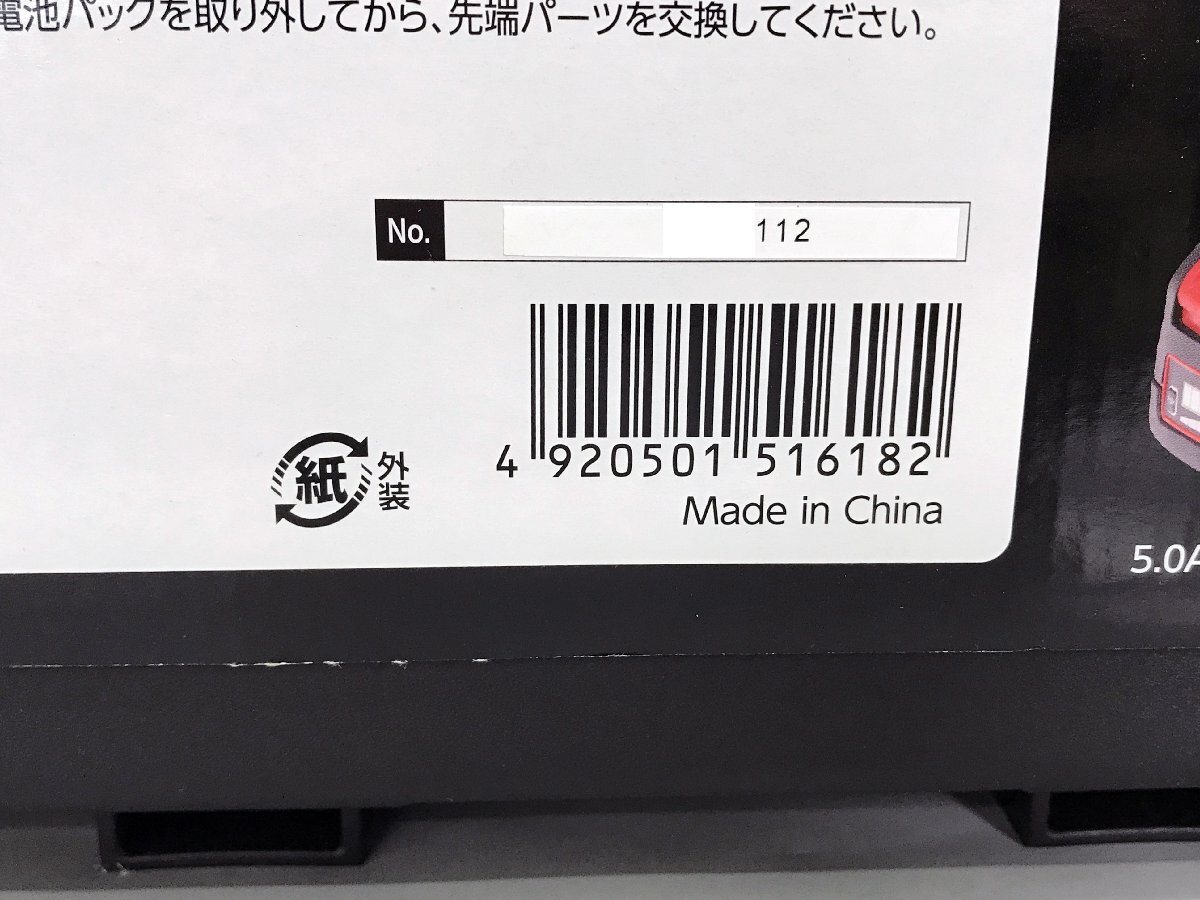 電池パックを取り外してから、先端パーツを交換してください。
No. 112
4 920501 516182
紙 外装
Made in China
5.0A